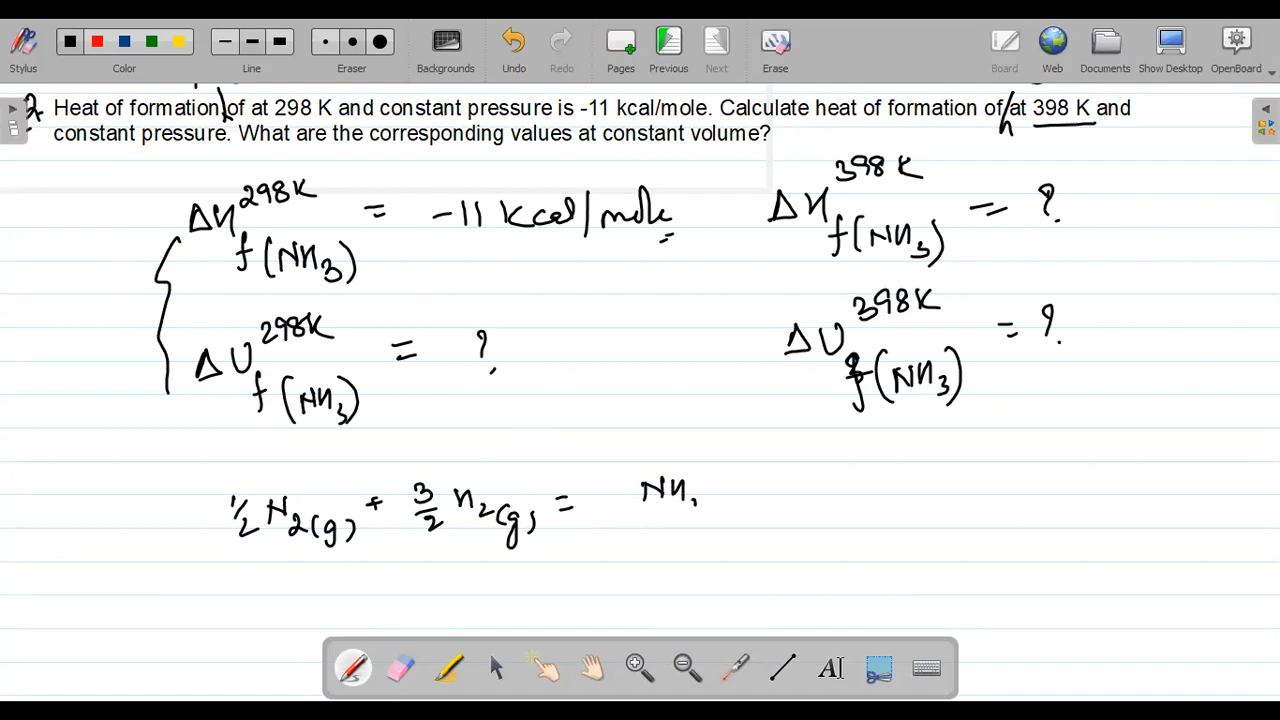 Stylus Color Line Eraser Backgrounds Undo Redo Pages Previous Next Erase Board Web Documents Show Desktop OpenBoard
Heat of formation of at 298 K and constant pressure is -11 kcal/mole. Calculate heat of formation of at 398 K and
constant pressure. What are the corresponding values at constant volume?
ΔH 298K f(NH3) = -11 kcal/mole ΔH 398K f(NH3) = ?
ΔU 298K f(NH3) = ? ΔU 398K f(NH3) = ?
1/2 N2(g) + 3/2 H2(g) = NH,